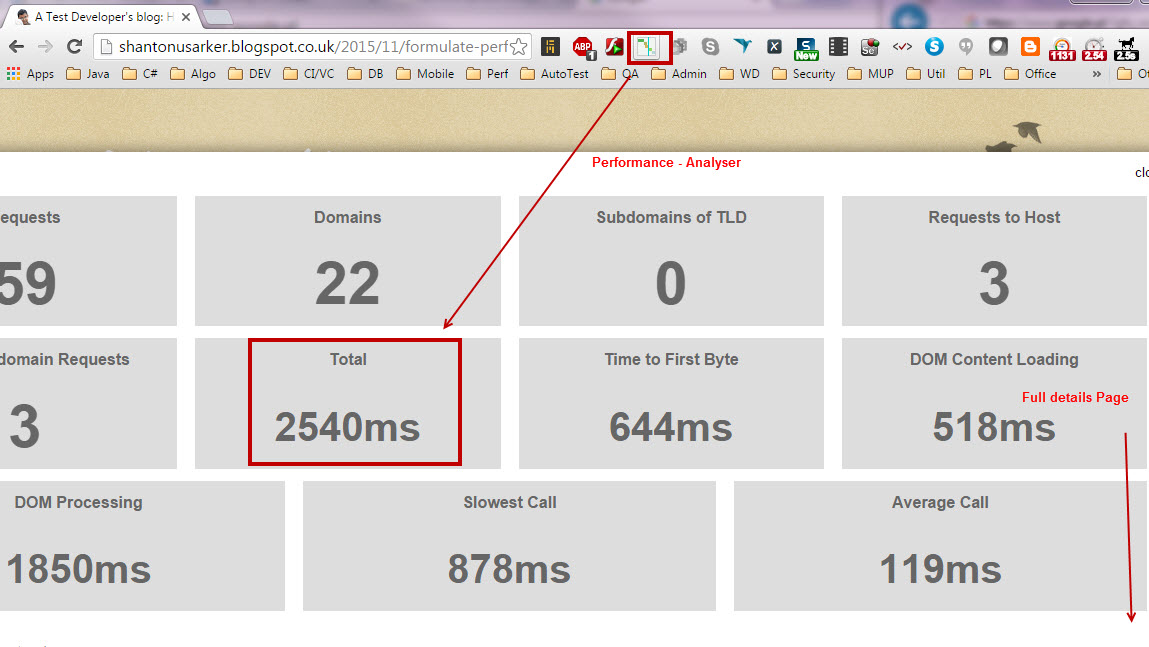 A Test Developer's blog: H
shantonusarker.blogspot.co.uk/2015/11/formulate-perf
ABP 1 New Se </> S 1131 2.54 2.5s
Apps Java C# Algo DEV CI/VC DB Mobile Perf AutoTest QA Admin WD Security MUP Util PL Office » Ot
Performance - Analyser
clo
equests Domains Subdomains of TLD Requests to Host
59 22 0 3
domain Requests Total Time to First Byte DOM Content Loading
Full details Page
3 2540ms 644ms 518ms
DOM Processing Slowest Call Average Call
1850ms 878ms 119ms